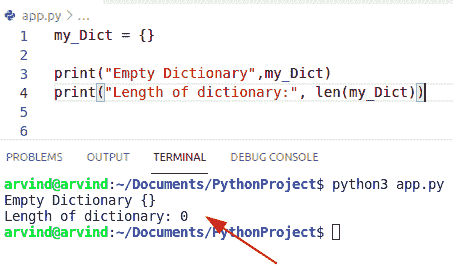 app.py > ...
1 my_Dict = {}
2
3 print("Empty Dictionary",my_Dict)
4 print("Length of dictionary:", len(my_Dict))
5
6
PROBLEMS OUTPUT TERMINAL DEBUG CONSOLE
arvind@arvind:~/Documents/PythonProject$ python3 app.py
Empty Dictionary {}
Length of dictionary: 0
arvind@arvind:~/Documents/PythonProject$